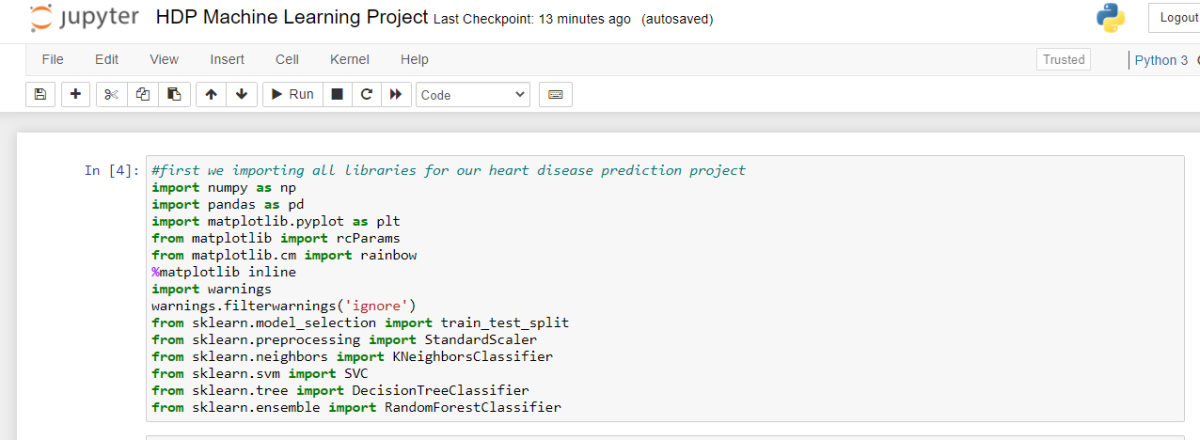 jupyter HDP Machine Learning Project Last Checkpoint: 13 minutes ago (autosaved)
Logout
File Edit View Insert Cell Kernel Help
Trusted
Python 3
Run
Code
In [4]:
#first we importing all libraries for our heart disease prediction project
import numpy as np
import pandas as pd
import matplotlib.pyplot as plt
from matplotlib import rcParams
from matplotlib.cm import rainbow
%matplotlib inline
import warnings
warnings.filterwarnings('ignore')
from sklearn.model_selection import train_test_split
from sklearn.preprocessing import StandardScaler
from sklearn.neighbors import KNeighborsClassifier
from sklearn.svm import SVC
from sklearn.tree import DecisionTreeClassifier
from sklearn.ensemble import RandomForestClassifier